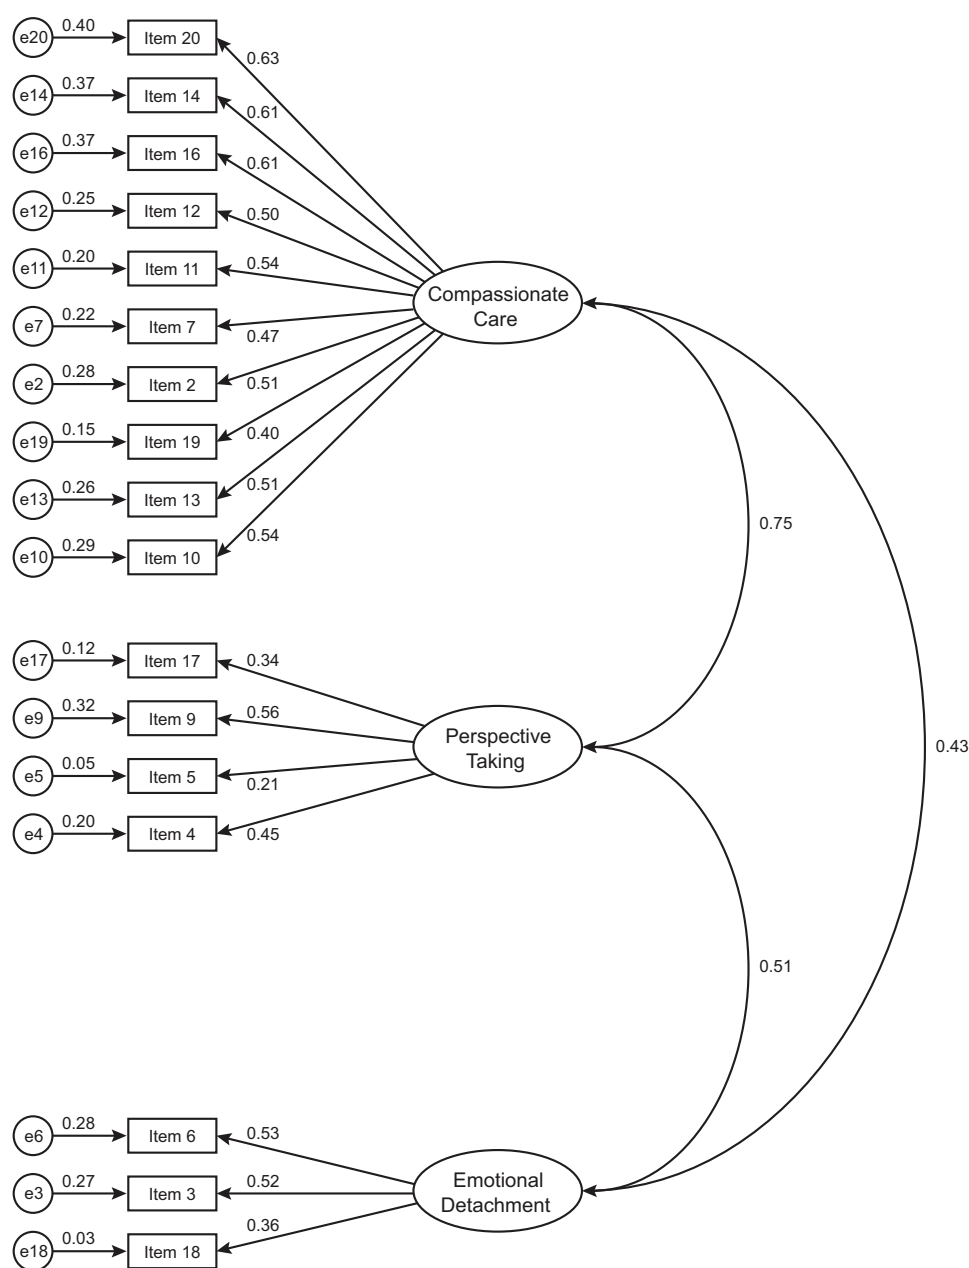 e20 0.40 Item 20 0.63
e14 0.37 Item 14 0.61
e16 0.37 Item 16 0.61
e12 0.25 Item 12 0.50
e11 0.20 Item 11 0.54
e7 0.22 Item 7 0.47
e2 0.28 Item 2 0.51
e19 0.15 Item 19 0.40
e13 0.26 Item 13 0.51
e10 0.29 Item 10 0.54
Compassionate
Care
0.75
e17 0.12 Item 17 0.34
e9 0.32 Item 9 0.56
e5 0.05 Item 5 0.21
e4 0.20 Item 4 0.45
Perspective
Taking
0.43
0.51
e6 0.28 Item 6 0.53
e3 0.27 Item 3 0.52
e18 0.03 Item 18 0.36
Emotional
Detachment